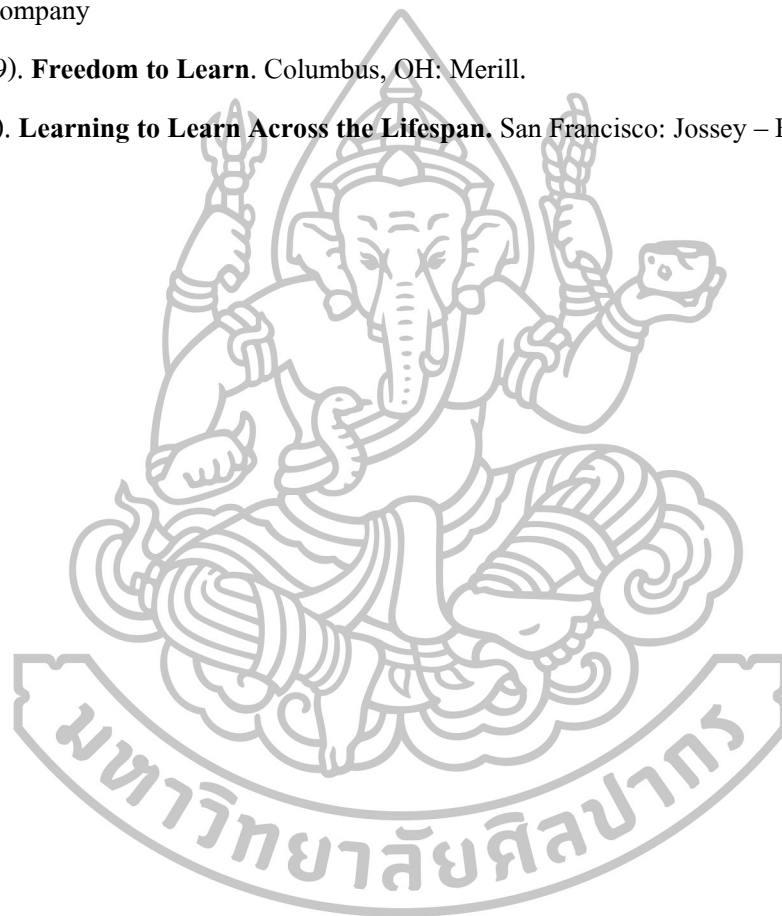 ompany
9). Freedom to Learn. Columbus, OH: Merill.
). Learning to Learn Across the Lifespan. San Francisco: Jossey – 
มหาวิทยาลัยศิลปากร